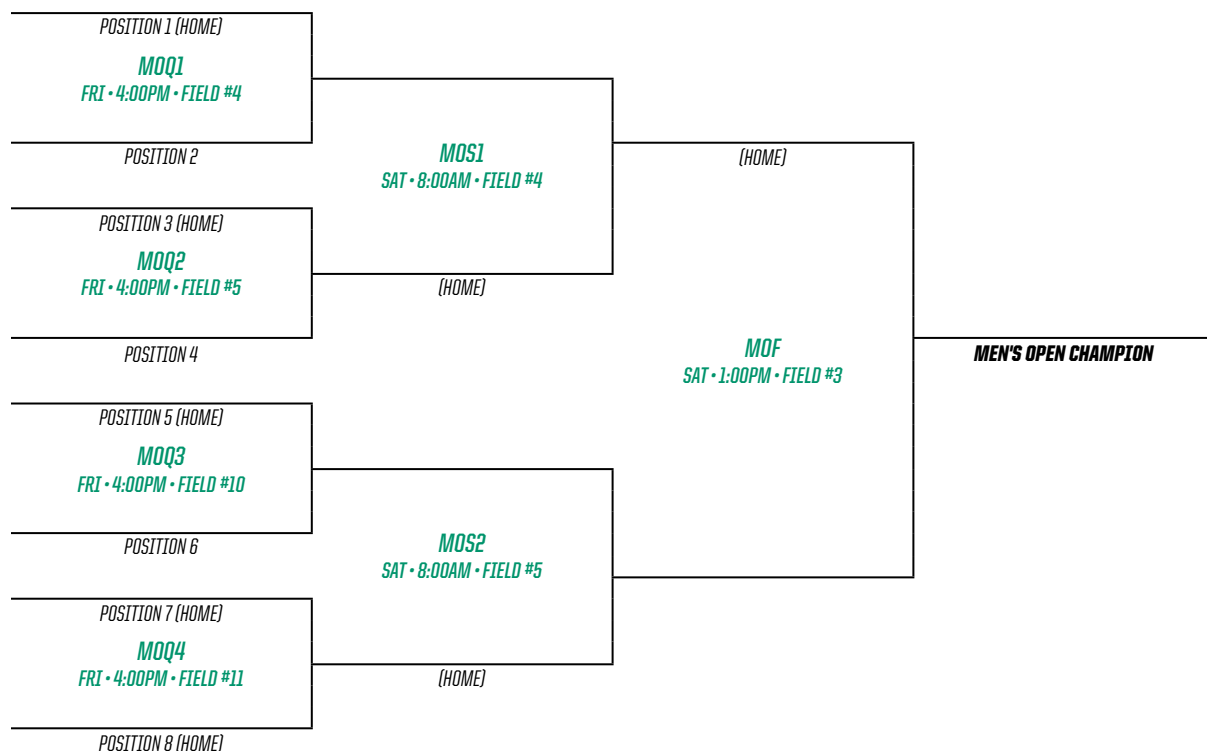 POSITION 1 (HOME)
MOQ1
FRI • 4:00PM • FIELD #4
POSITION 2
POSITION 3 (HOME)
MOQ2
FRI • 4:00PM • FIELD #5
POSITION 4
POSITION 5 (HOME)
MOQ3
FRI • 4:00PM • FIELD #10
POSITION 6
POSITION 7 (HOME)
MOQ4
FRI • 4:00PM • FIELD #11
POSITION 8 (HOME)
MOS1
SAT • 8:00AM • FIELD #4
(HOME)
MOS2
SAT • 8:00AM • FIELD #5
(HOME)
(HOME)
MOF
SAT • 1:00PM • FIELD #3
MEN'S OPEN CHAMPION